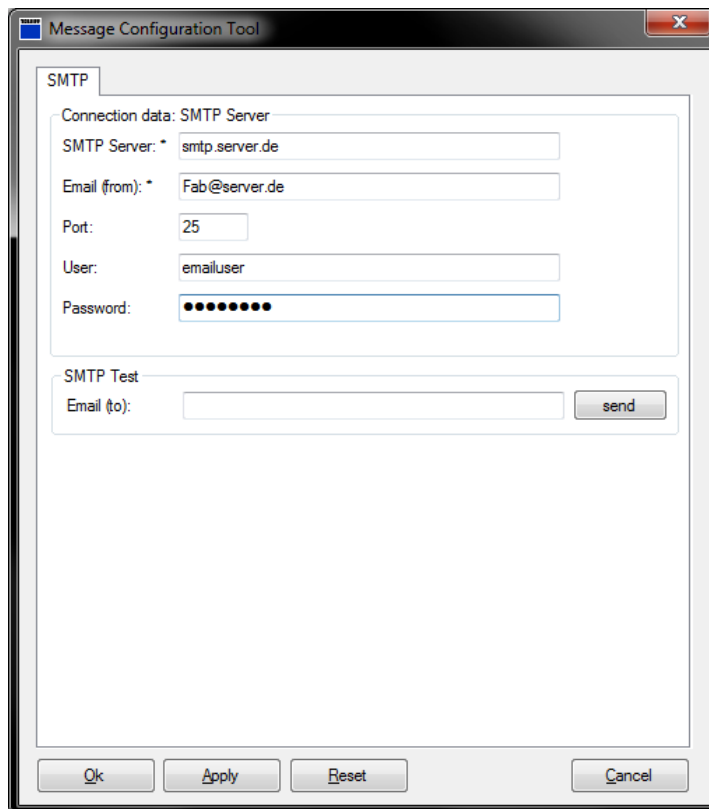 Message Configuration Tool
SMTP
Connection data: SMTP Server
SMTP Server: * smtp.server.de
Email (from): * Fab@server.de
Port: 25
User: emailuser
Password: ●●●●●●●●
SMTP Test
Email (to): send
Ok Apply Reset Cancel